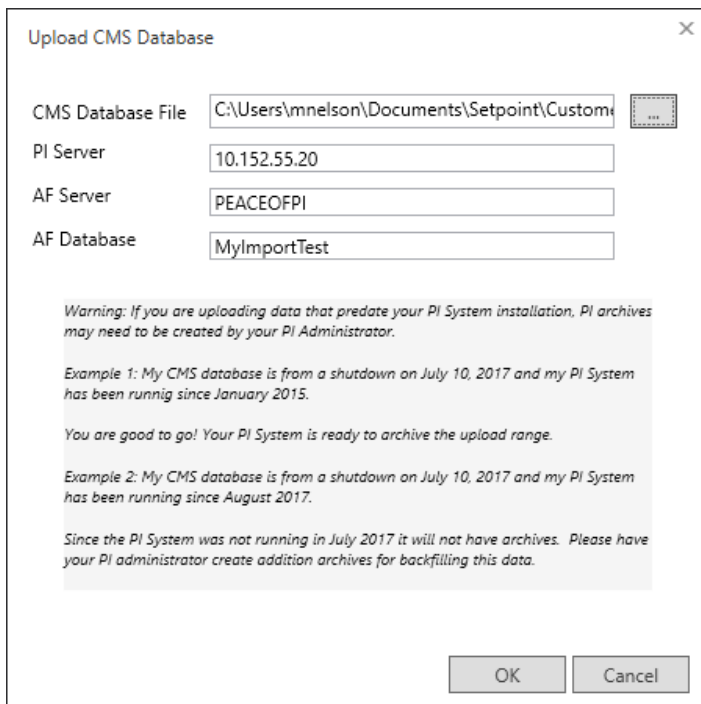 Upload CMS Database
CMS Database File
C:\Users\mnelson\Documents\Setpoint\Custome
...
PI Server
10.152.55.20
AF Server
PEACEOFPI
AF Database
MyImportTest
Warning: If you are uploading data that predate your PI System installation, PI archives
may need to be created by your PI Administrator.
Example 1: My CMS database is from a shutdown on July 10, 2017 and my PI System
has been runnig since January 2015.
You are good to go! Your PI System is ready to archive the upload range.
Example 2: My CMS database is from a shutdown on July 10, 2017 and my PI System
has been running since August 2017.
Since the PI System was not running in July 2017 it will not have archives.  Please have
your PI administrator create addition archives for backfilling this data.
OK
Cancel